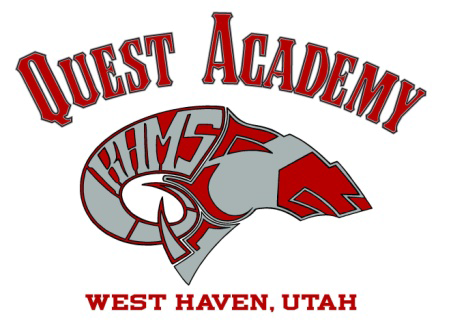 QUEST ACADEMY
RAMS
WEST HAVEN, UTAH